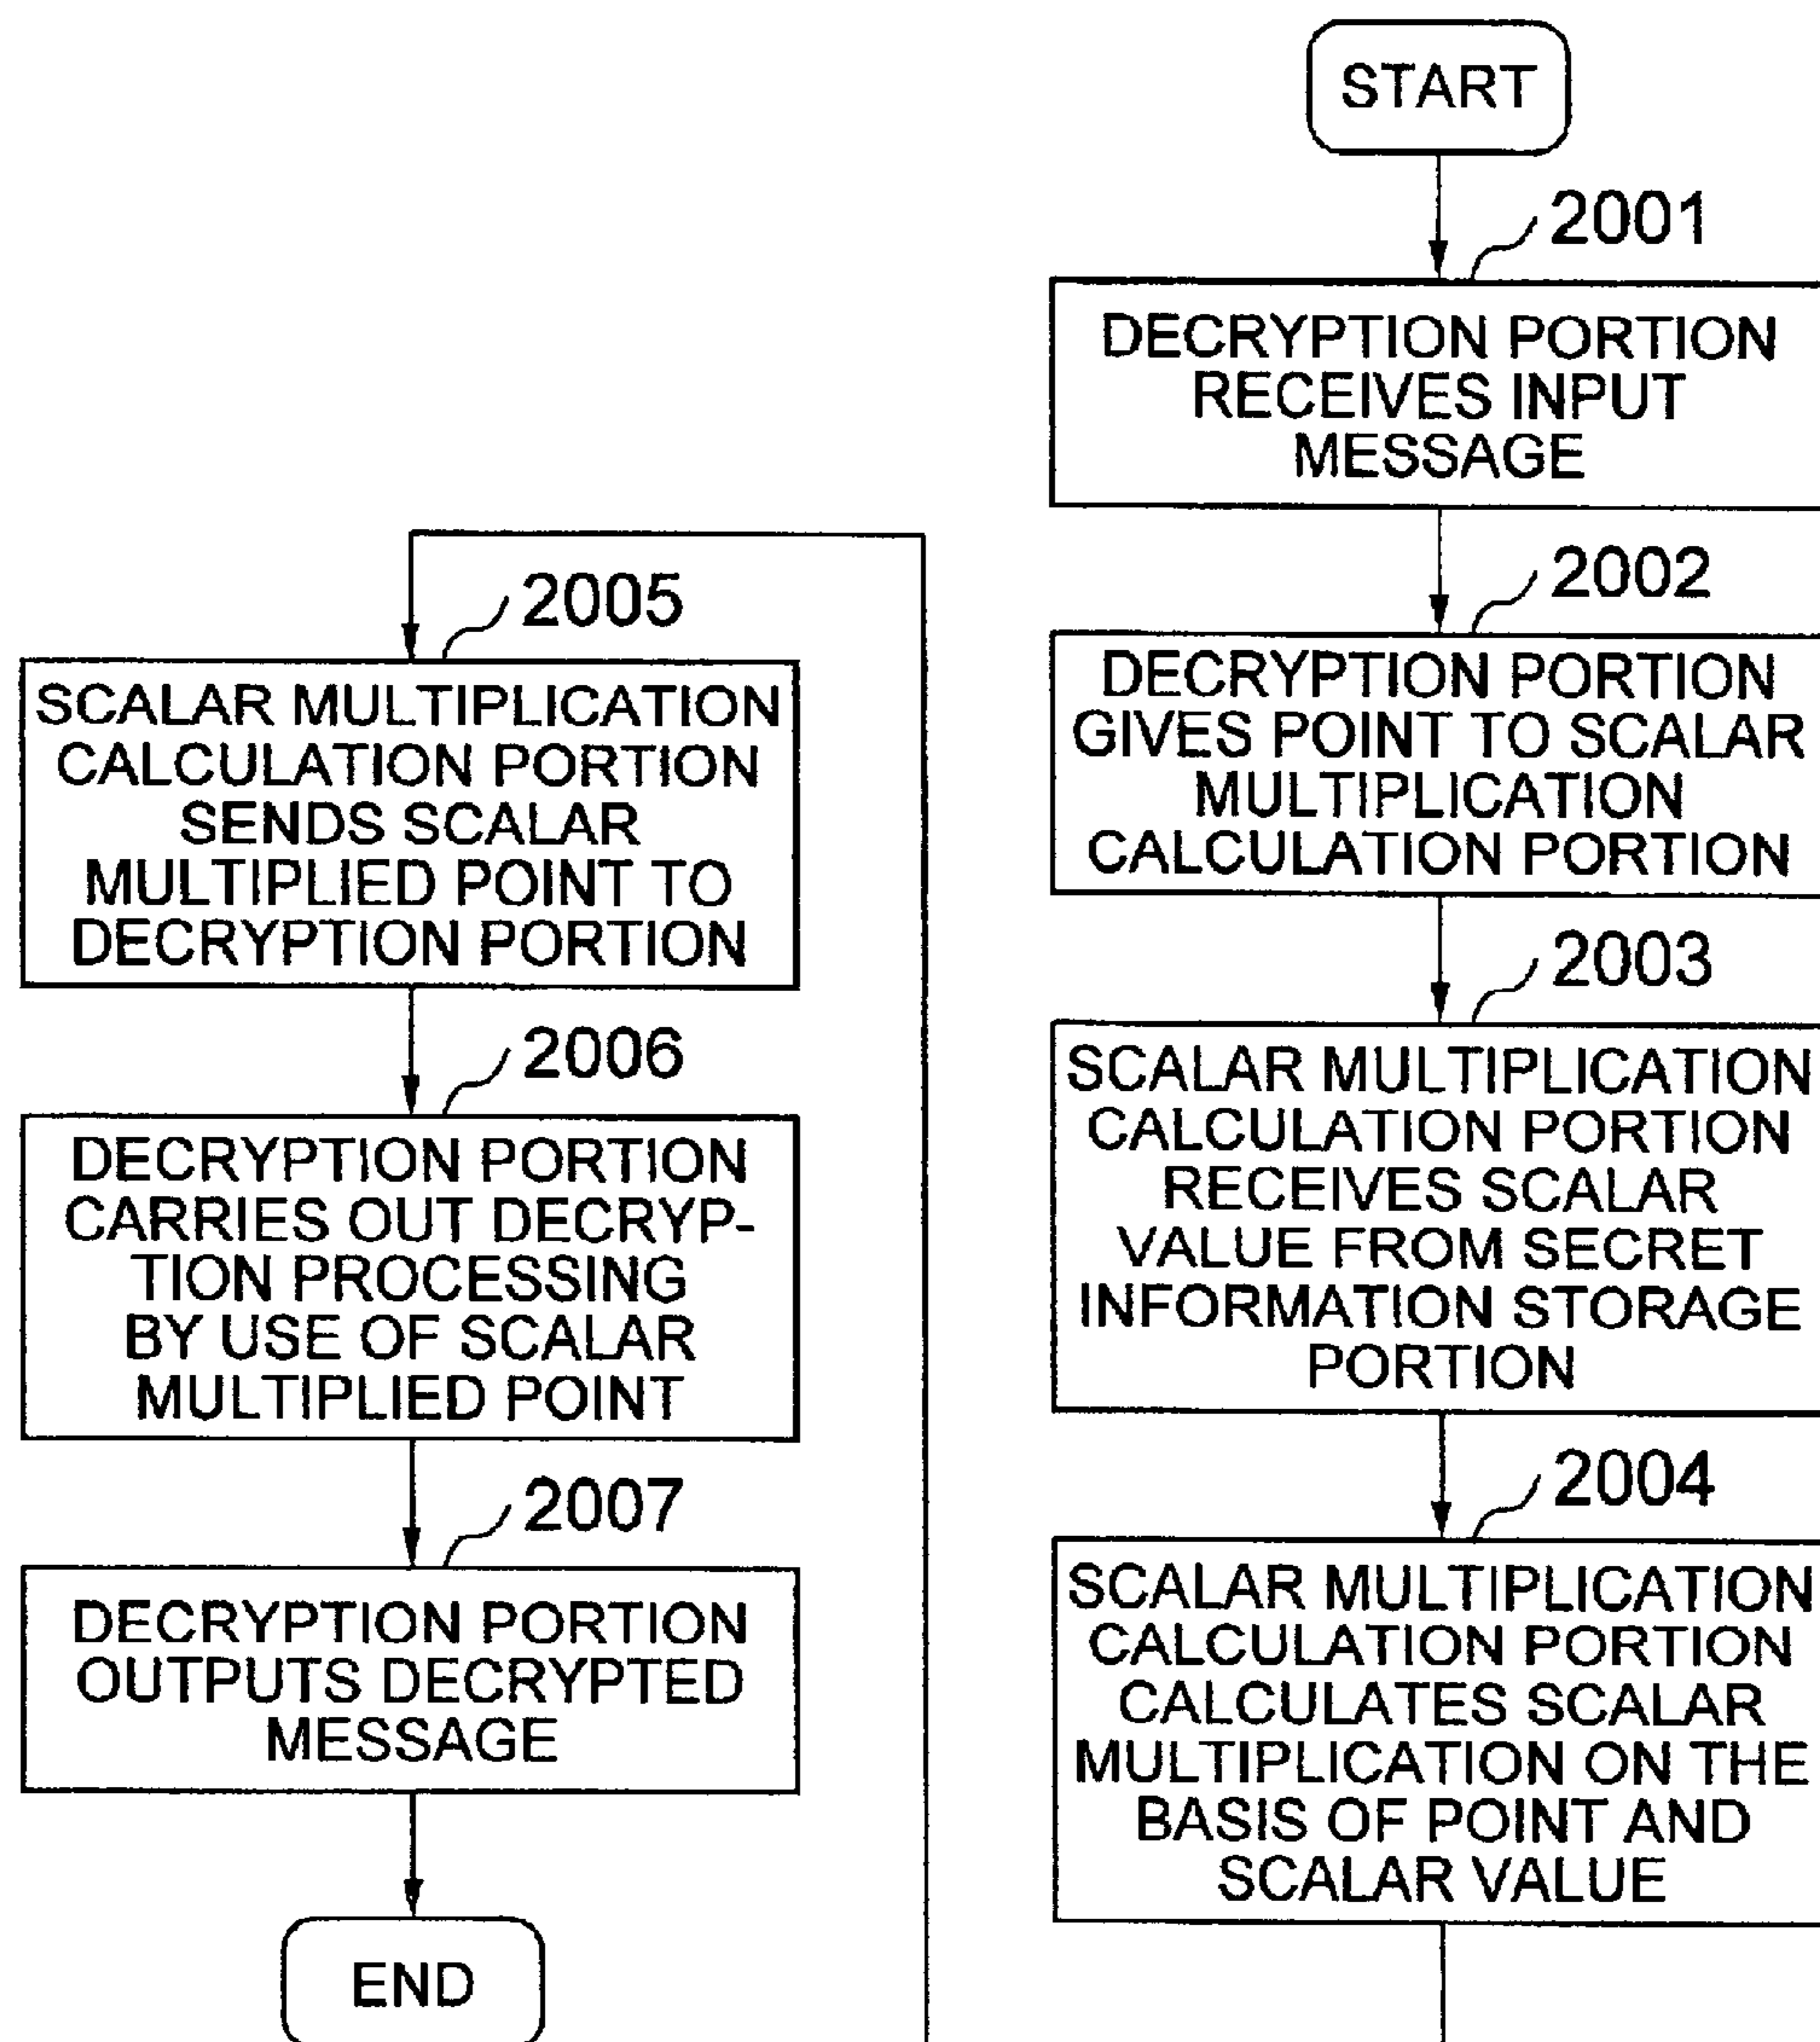 START
2001
DECRYPTION PORTION
RECEIVES INPUT
MESSAGE
2002
DECRYPTION PORTION
GIVES POINT TO SCALAR
MULTIPLICATION
CALCULATION PORTION
2003
SCALAR MULTIPLICATION
CALCULATION PORTION
RECEIVES SCALAR
VALUE FROM SECRET
INFORMATION STORAGE
PORTION
2004
SCALAR MULTIPLICATION
CALCULATION PORTION
CALCULATES SCALAR
MULTIPLICATION ON THE
BASIS OF POINT AND
SCALAR VALUE
2005
SCALAR MULTIPLICATION
CALCULATION PORTION
SENDS SCALAR
MULTIPLIED POINT TO
DECRYPTION PORTION
2006
DECRYPTION PORTION
CARRIES OUT DECRYP-
TION PROCESSING
BY USE OF SCALAR
MULTIPLIED POINT
2007
DECRYPTION PORTION
OUTPUTS DECRYPTED
MESSAGE
END